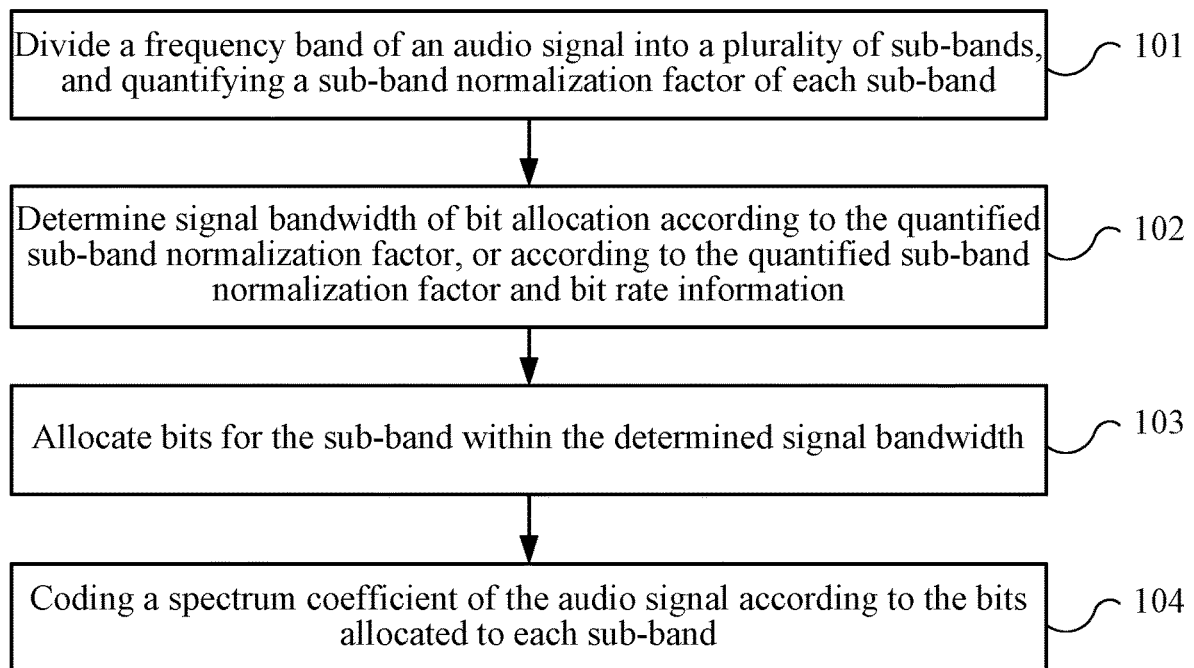 Divide a frequency band of an audio signal into a plurality of sub-bands,
and quantifying a sub-band normalization factor of each sub-band
101
Determine signal bandwidth of bit allocation according to the quantified
sub-band normalization factor, or according to the quantified sub-band
normalization factor and bit rate information
102
Allocate bits for the sub-band within the determined signal bandwidth
103
Coding a spectrum coefficient of the audio signal according to the bits
allocated to each sub-band
104